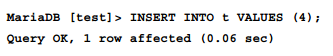 MariaDB [test]> INSERT INTO t VALUES (4);
Query OK, 1 row affected (0.06 sec)